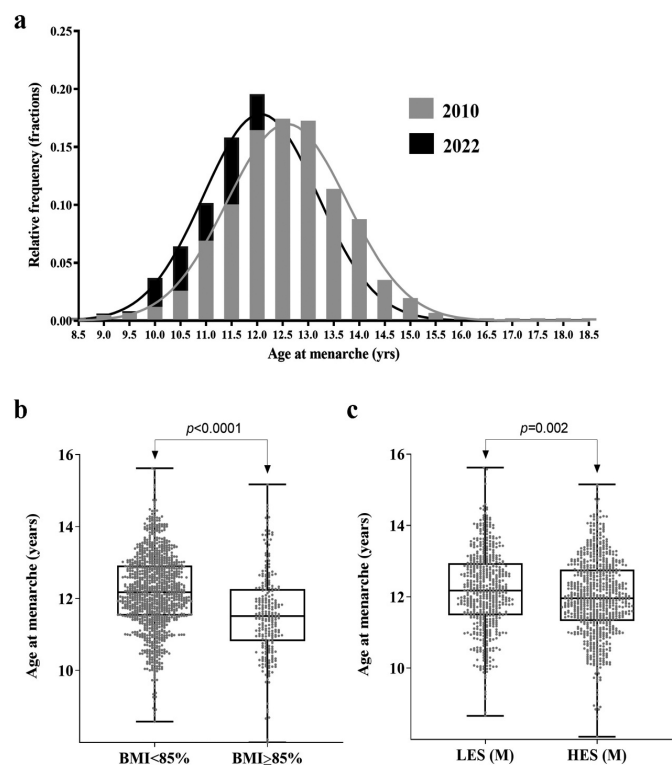 a
0.25
0.20
0.15
0.10
0.05
0.00
Relative frequency (fractions)
2010
2022
8.5 9.0 9.5 10.0 10.5 11.0 11.5 12.0 12.5 13.0 13.5 14.0 14.5 15.0 15.5 16.0 16.5 17.0 17.5 18.0 18.5
Age at menarche (yrs)
b
p<0.0001
16
14
12
10
Age at menarche (years)
BMI<85%
BMI≥85%
c
p=0.002
16
14
12
10
Age at menarche (years)
LES (M)
HES (M)